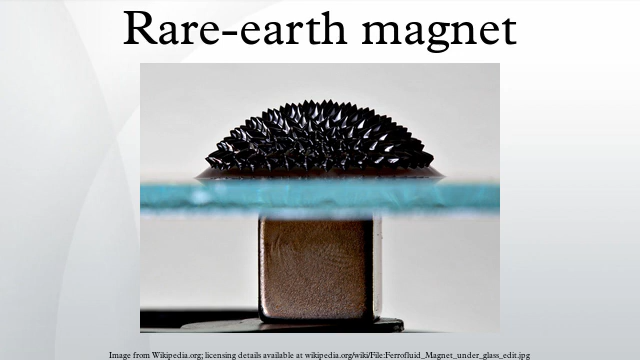 Rare-earth magnet
Image from Wikipedia.org; licensing details available at wikipedia.org/wiki/File:Ferrofluid_Magnet_under_glass_edit.jpg